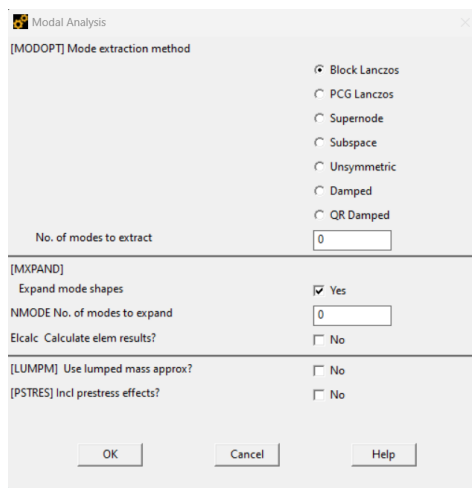 Modal Analysis
[MODOPT] Mode extraction method
Block Lanczos
PCG Lanczos
Supernode
Subspace
Unsymmetric
Damped
QR Damped
No. of modes to extract 0
[MXPAND]
Expand mode shapes Yes
NMODE No. of modes to expand 0
Elcalc Calculate elem results? No
[LUMPM] Use lumped mass approx? No
[PSTRES] Incl prestress effects? No
OK Cancel Help